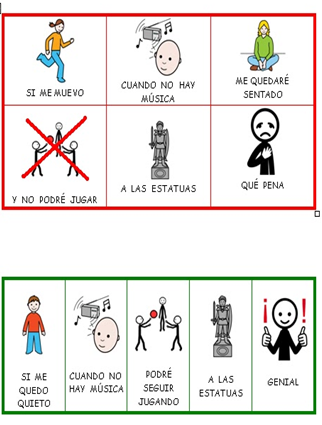 SI ME MUEVO
CUANDO NO HAY
MÚSICA
ME QUEDARÉ
SENTADO
Y NO PODRÉ JUGAR
A LAS ESTATUAS
QUÉ PENA
SI ME
QUEDO
QUIETO
CUANDO NO
HAY MÚSICA
PODRÉ
SEGUIR
JUGANDO
A LAS
ESTATUAS
GENIAL